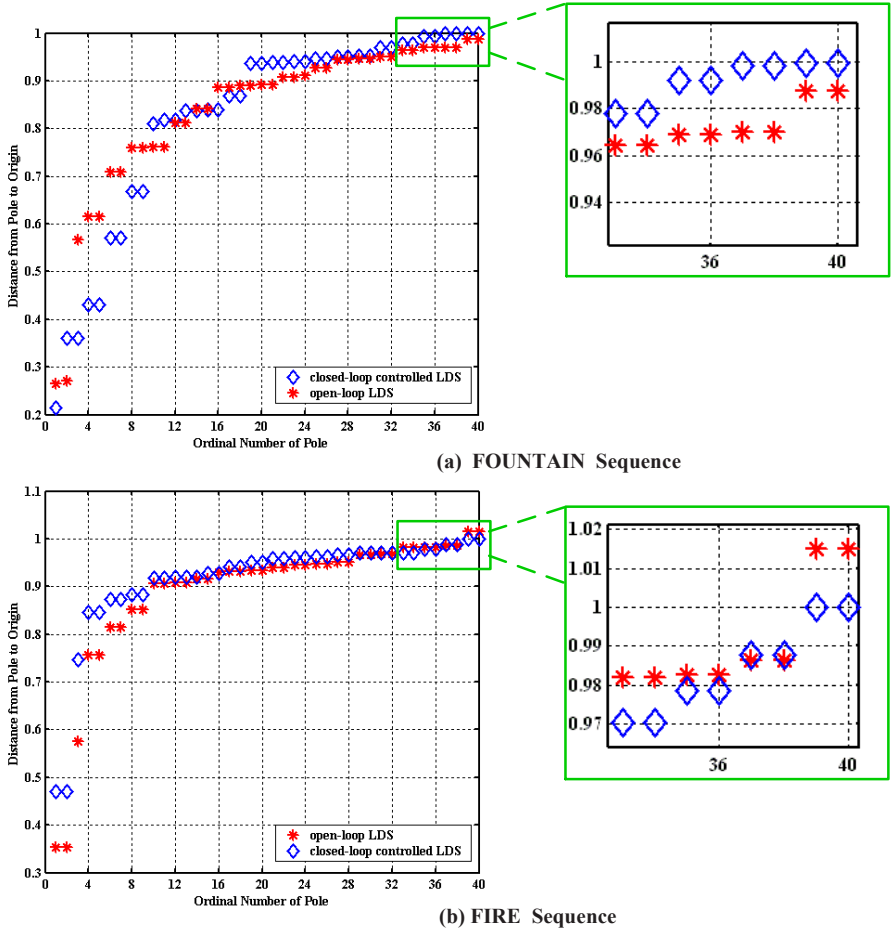 1
0.9
0.8
0.7
0.6
0.5
0.4
0.3
0.2
Distance from Pole to Origin
0 4 8 12 16 20 24 28 32 36 40
Ordinal Number of Pole
closed-loop controlled LDS
open-loop LDS
1
0.98
0.96
0.94
36 40
(a) FOUNTAIN Sequence
1.1
1
0.9
0.8
0.7
0.6
0.5
0.4
0.3
Distance from Pole to Origin
0 4 8 12 16 20 24 28 32 36 40
Ordinal Number of Pole
open-loop LDS
closed-loop controlled LDS
1.02
1.01
1
0.99
0.98
0.97
36 40
(b) FIRE Sequence